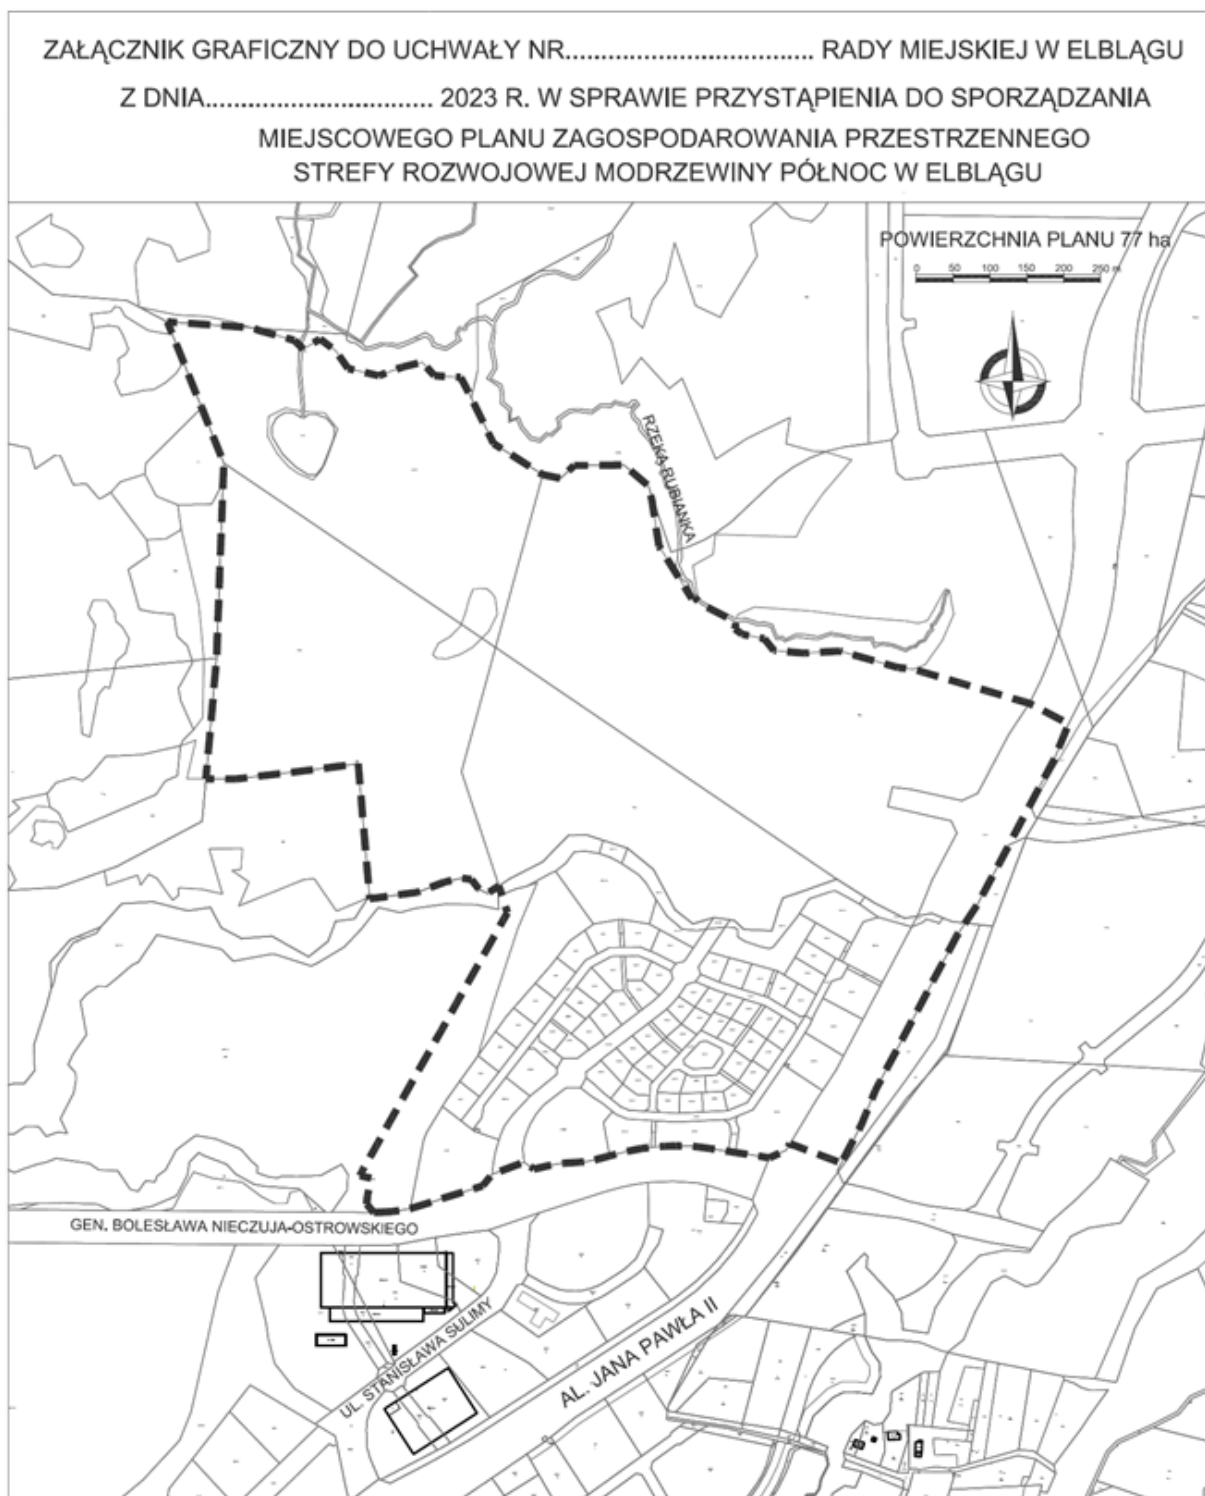 ZAŁĄCZNIK GRAFICZNY DO UCHWAŁY NR................................... RADY MIEJSKIEJ W ELBLĄGU
Z DNIA................................ 2023 R. W SPRAWIE PRZYSTĄPIENIA DO SPORZĄDZANIA
MIEJSCOWEGO PLANU ZAGOSPODAROWANIA PRZESTRZENNEGO
STREFY ROZWOJOWEJ MODRZEWINY PÓŁNOC W ELBLĄGU
POWIERZCHNIA PLANU 77 ha
0 50 100 150 200 250 m
RZEKA RUBIANKA
GEN. BOLESŁAWA NIECZUJA-OSTROWSKIEGO
UL. STANISŁAWA SULIMY
AL. JANA PAWŁA II